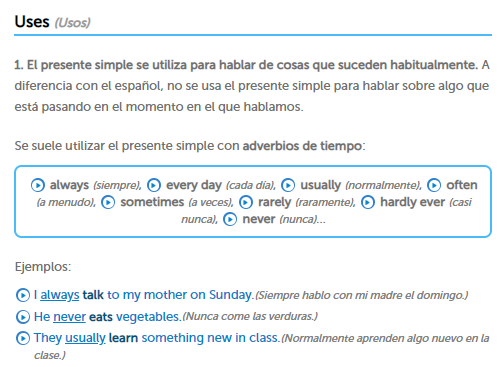 Uses (Usos)
1. El presente simple se utiliza para hablar de cosas que suceden habitualmente. A
diferencia con el español, no se usa el presente simple para hablar sobre algo que
está pasando en el momento en el que hablamos.
Se suele utilizar el presente simple con adverbios de tiempo:
always (siempre), every day (cada día), usually (normalmente), often
(a menudo), sometimes (a veces), rarely (raramente), hardly ever (casi
nunca), never (nunca)...
Ejemplos:
I always talk to my mother on Sunday.(Siempre hablo con mi madre el domingo.)
He never eats vegetables.(Nunca come las verduras.)
They usually learn something new in class.(Normalmente aprenden algo nuevo en la
clase.)